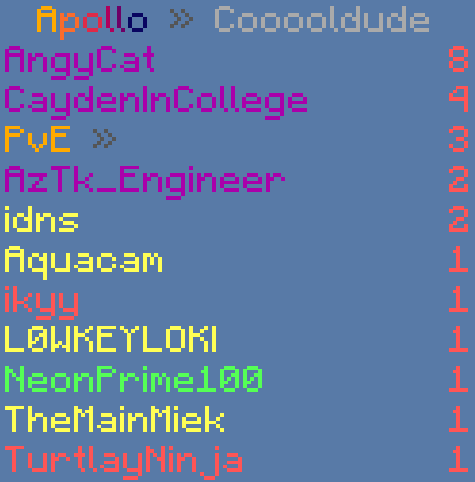 Apollo » Cooooldude
AngyCat 8
CaydenInCollege 4
PvE » 3
AzTk_Engineer 2
idns 2
Aquacam 1
ikyy 1
L0WKEYLOKI 1
NeonPrime100 1
TheMainMiek 1
TurtlayNinja 1